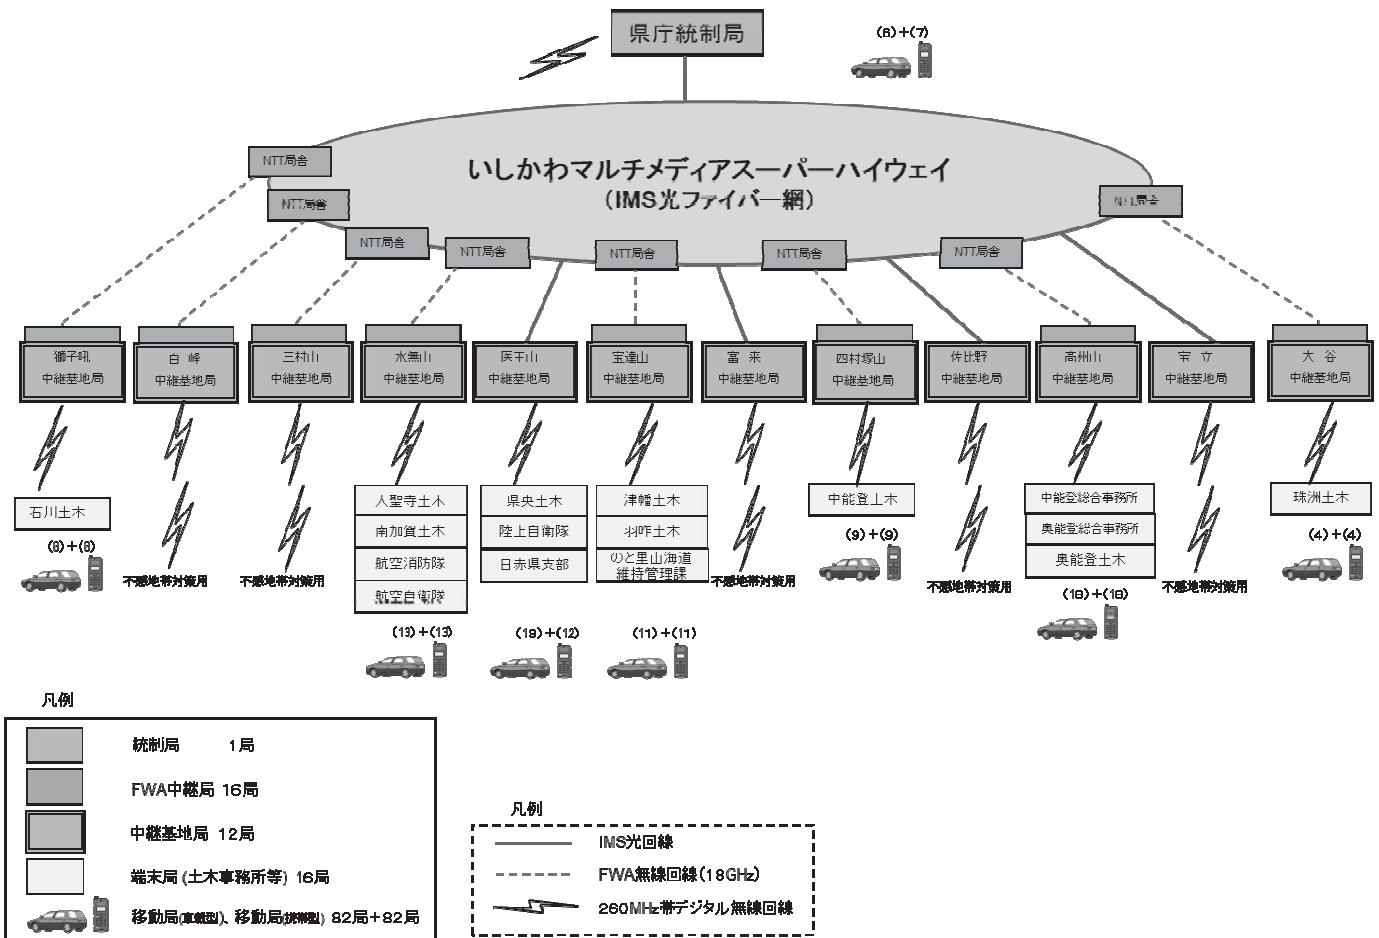 県庁統制局
(6)+(7)
いしかわマルチメディアスーパーハイウェイ
(IMS光ファイバー網)
NTT局舎
NTT局舎
NTT局舎
NTT局舎
NTT局舎
NTT局舎
NTT局舎
NTT局舎
獅子吼
中継基地局
白 峰
中継基地局
三村山
中継基地局
水無山
中継基地局
医王山
中継基地局
宝達山
中継基地局
富 来
中継基地局
四村塚山
中継基地局
佐比野
中継基地局
高州山
中継基地局
宝 立
中継基地局
大 谷
中継基地局
石川土木
(8)+(8)
不感地帯対策用
不感地帯対策用
大聖寺土木
南加賀土木
航空消防隊
航空自衛隊
(13)+(13)
県央土木
陸上自衛隊
日赤県支部
(19)+(12)
津幡土木
羽咋土木
のと里山海道
維持管理課
(11)+(11)
不感地帯対策用
中能登土木
(9)+(9)
不感地帯対策用
中能登総合事務所
奥能登総合事務所
奥能登土木
不感地帯対策用
珠洲土木
(4)+(4)
凡例
統制局 1局
FWA中継局 16局
中継基地局 12局
端末局(土木事務所等) 16局
移動局(車載型)、移動局(携帯型) 82局+82局
凡例
IMS光回線
FWA無線回線(18GHz)
260MHz帯デジタル無線回線